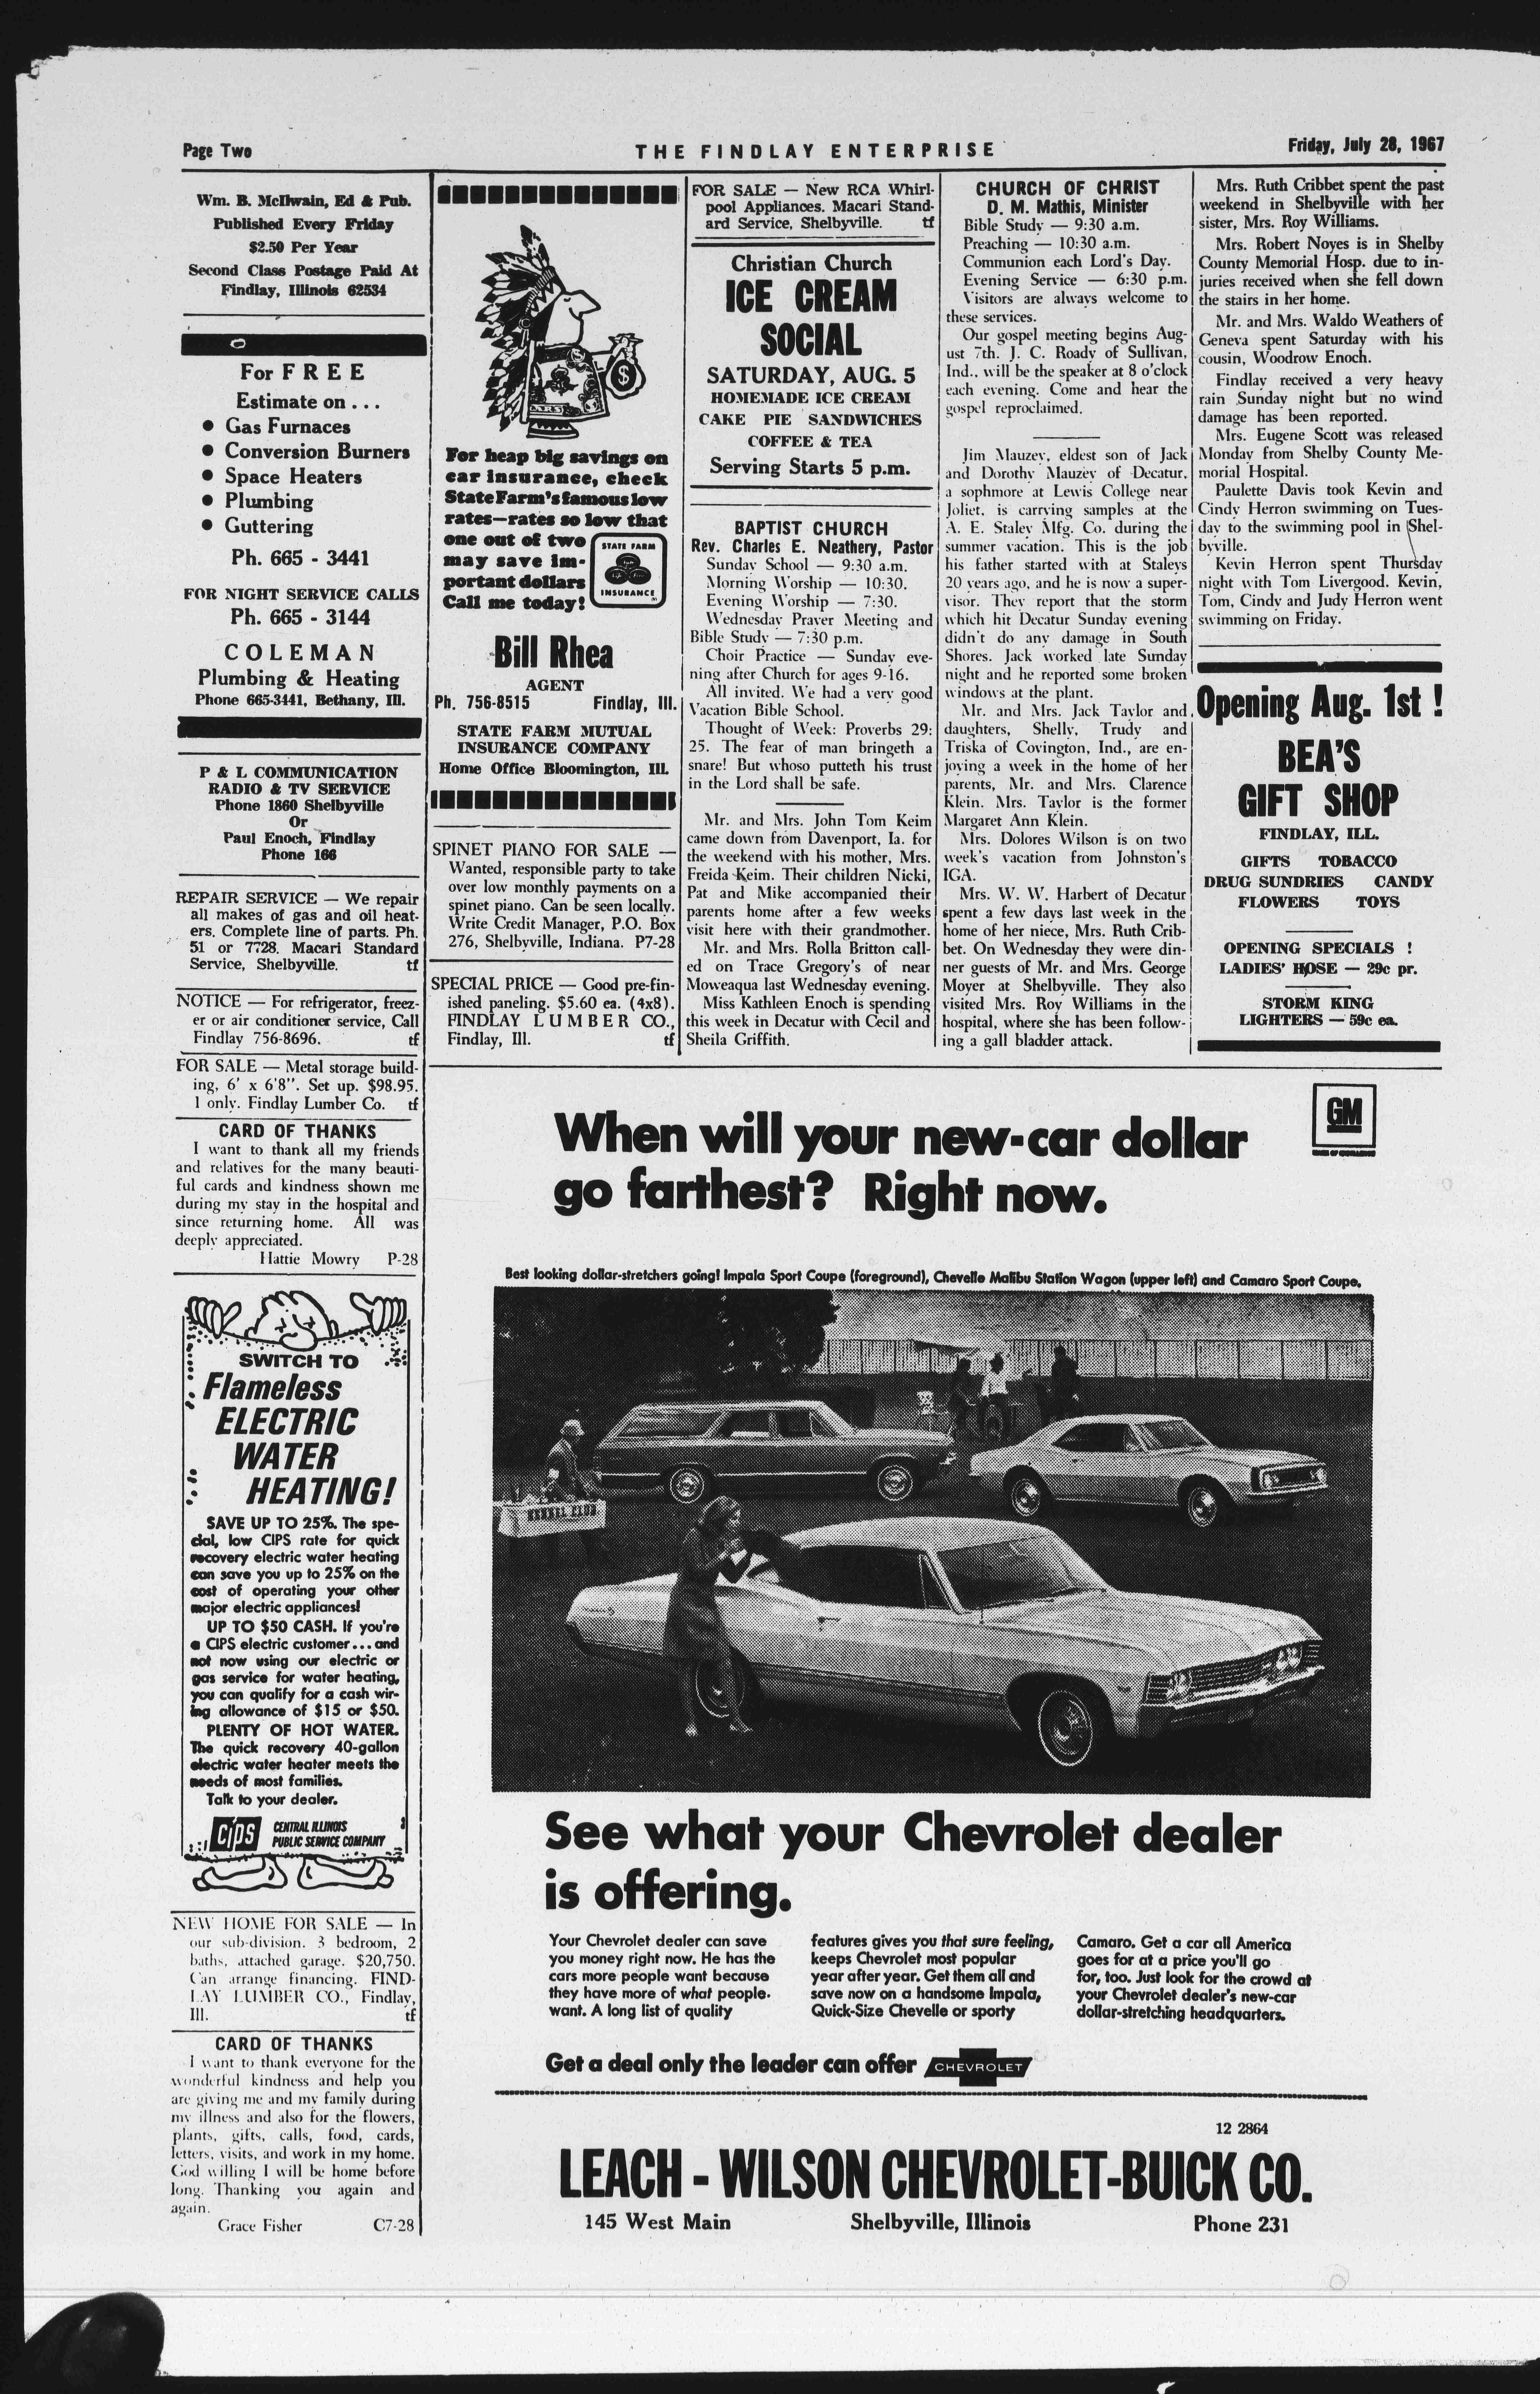 Page Two
THE FINDLAY ENTERPRISE
Friday, July 28, 1967
Wm. B. McIlwain, Ed & Pub.
Published Every Friday
$2.50 Per Year
Second Class Postage Paid At
Findlay, Illinois 62534
For FREE
Estimate on . . .
● Gas Furnaces
● Conversion Burners
● Space Heaters
● Plumbing
● Guttering
Ph. 665 - 3441
FOR NIGHT SERVICE CALLS
Ph. 665 - 3144
COLEMAN
Plumbing & Heating
Phone 665-3441, Bethany, Ill.
P & L COMMUNICATION
RADIO & TV SERVICE
Phone 1860 Shelbyville
Or
Paul Enoch, Findlay
Phone 166
REPAIR SERVICE — We repair
all makes of gas and oil heat-
ers. Complete line of parts. Ph.
51 or 7728. Macari Standard
Service, Shelbyville. tf
NOTICE — For refrigerator, freez-
er or air conditioner service, Call
Findlay 756-8696. tf
FOR SALE — Metal storage build-
ing, 6' x 6'8". Set up. $98.95.
1 only. Findlay Lumber Co. tf
CARD OF THANKS
I want to thank all my friends
and relatives for the many beauti-
ful cards and kindness shown me
during my stay in the hospital and
since returning home. All was
deeply appreciated.
Hattie Mowry P-28
SWITCH TO
Flameless
ELECTRIC
WATER
HEATING!
SAVE UP TO 25%. The spe-
cial, low CIPS rate for quick
recovery electric water heating
can save you up to 25% on the
cost of operating your other
major electric appliances!
UP TO $50 CASH. If you're
a CIPS electric customer . . . and
not now using our electric or
gas service for water heating,
you can qualify for a cash wir-
ing allowance of $15 or $50.
PLENTY OF HOT WATER.
The quick recovery 40-gallon
electric water heater meets the
needs of most families.
Talk to your dealer.
cips
CENTRAL ILLINOIS
PUBLIC SERVICE COMPANY
NEW HOME FOR SALE — In
our sub-division. 3 bedroom, 2
baths, attached garage. $20,750.
Can arrange financing. FIND-
LAY LUMBER CO., Findlay,
Ill. tf
CARD OF THANKS
I want to thank everyone for the
wonderful kindness and help you
are giving me and my family during
my illness and also for the flowers,
plants, gifts, calls, food, cards,
letters, visits, and work in my home.
God willing I will be home before
long. Thanking you again and
again.
Grace Fisher C7-28
$
For heap big savings on
car insurance, check
State Farm's famous low
rates—rates so low that
one out of two
may save im-
portant dollars
Call me today!
STATE FARM
INSURANCE
Bill Rhea
AGENT
Ph. 756-8515 Findlay, Ill.
STATE FARM MUTUAL
INSURANCE COMPANY
Home Office Bloomington, Ill.
SPINET PIANO FOR SALE —
Wanted, responsible party to take
over low monthly payments on a
spinet piano. Can be seen locally.
Write Credit Manager, P.O. Box
276, Shelbyville, Indiana. P7-28
SPECIAL PRICE — Good pre-fin-
ished paneling. $5.60 ea. (4x8).
FINDLAY LUMBER CO.,
Findlay, Ill. tf
FOR SALE — New RCA Whirl-
pool Appliances. Macari Stand-
ard Service, Shelbyville. tf
Christian Church
ICE CREAM
SOCIAL
SATURDAY, AUG. 5
HOMEMADE ICE CREAM
CAKE PIE SANDWICHES
COFFEE & TEA
Serving Starts 5 p.m.
BAPTIST CHURCH
Rev. Charles E. Neathery, Pastor
Sunday School — 9:30 a.m.
Morning Worship — 10:30.
Evening Worship — 7:30.
Wednesday Prayer Meeting and
Bible Study — 7:30 p.m.
Choir Practice — Sunday eve-
ning after Church for ages 9-16.
All invited. We had a very good
Vacation Bible School.
Thought of Week: Proverbs 29:
25. The fear of man bringeth a
snare! But whoso putteth his trust
in the Lord shall be safe.
Mr. and Mrs. John Tom Keim
came down from Davenport, Ia. for
the weekend with his mother, Mrs.
Freida Keim. Their children Nicki,
Pat and Mike accompanied their
parents home after a few weeks
visit here with their grandmother.
Mr. and Mrs. Rolla Britton call-
ed on Trace Gregory's of near
Moweaqua last Wednesday evening.
Miss Kathleen Enoch is spending
this week in Decatur with Cecil and
Sheila Griffith.
CHURCH OF CHRIST
D. M. Mathis, Minister
Bible Study — 9:30 a.m.
Preaching — 10:30 a.m.
Communion each Lord's Day.
Evening Service — 6:30 p.m.
Visitors are always welcome to
these services.
Our gospel meeting begins Aug-
ust 7th. J. C. Roady of Sullivan,
Ind., will be the speaker at 8 o'clock
each evening. Come and hear the
gospel reproclaimed.
Jim Mauzey, eldest son of Jack
and Dorothy Mauzey of Decatur,
a sophmore at Lewis College near
Joliet, is carrying samples at the
A. E. Staley Mfg. Co. during the
summer vacation. This is the job
his father started with at Staleys
20 years ago, and he is now a super-
visor. They report that the storm
which hit Decatur Sunday evening
didn't do any damage in South
Shores. Jack worked late Sunday
night and he reported some broken
windows at the plant.
Mr. and Mrs. Jack Taylor and
daughters, Shelly, Trudy and
Triska of Covington, Ind., are en-
joying a week in the home of her
parents, Mr. and Mrs. Clarence
Klein. Mrs. Taylor is the former
Margaret Ann Klein.
Mrs. Dolores Wilson is on two
week's vacation from Johnston's
IGA.
Mrs. W. W. Harbert of Decatur
spent a few days last week in the
home of her niece, Mrs. Ruth Crib-
bet. On Wednesday they were din-
ner guests of Mr. and Mrs. George
Moyer at Shelbyville. They also
visited Mrs. Roy Williams in the
hospital, where she has been follow-
ing a gall bladder attack.
Mrs. Ruth Cribbet spent the past
weekend in Shelbyville with her
sister, Mrs. Roy Williams.
Mrs. Robert Noyes is in Shelby
County Memorial Hosp. due to in-
juries received when she fell down
the stairs in her home.
Mr. and Mrs. Waldo Weathers of
Geneva spent Saturday with his
cousin, Woodrow Enoch.
Findlay received a very heavy
rain Sunday night but no wind
damage has been reported.
Mrs. Eugene Scott was released
Monday from Shelby County Me-
morial Hospital.
Paulette Davis took Kevin and
Cindy Herron swimming on Tues-
day to the swimming pool in Shel-
byville.
Kevin Herron spent Thursday
night with Tom Livergood. Kevin,
Tom, Cindy and Judy Herron went
swimming on Friday.
Opening Aug. 1st !
BEA'S
GIFT SHOP
FINDLAY, ILL.
GIFTS TOBACCO
DRUG SUNDRIES CANDY
FLOWERS TOYS
OPENING SPECIALS !
LADIES' HOSE — 29c pr.
STORM KING
LIGHTERS — 59c ea.
When will your new-car dollar
go farthest? Right now.
GM
Best looking dollar-stretchers going! Impala Sport Coupe (foreground), Chevelle Malibu Station Wagon (upper left) and Camaro Sport Coupe.
KENNEL KLUB
See what your Chevrolet dealer
is offering.
Your Chevrolet dealer can save
you money right now. He has the
cars more people want because
they have more of what people
want. A long list of quality
features gives you that sure feeling,
keeps Chevrolet most popular
year after year. Get them all and
save now on a handsome Impala,
Quick-Size Chevelle or sporty
Camaro. Get a car all America
goes for at a price you'll go
for, too. Just look for the crowd at
your Chevrolet dealer's new-car
dollar-stretching headquarters.
Get a deal only the leader can offer
CHEVROLET
12 2864
LEACH - WILSON CHEVROLET-BUICK CO.
145 West Main Shelbyville, Illinois Phone 231